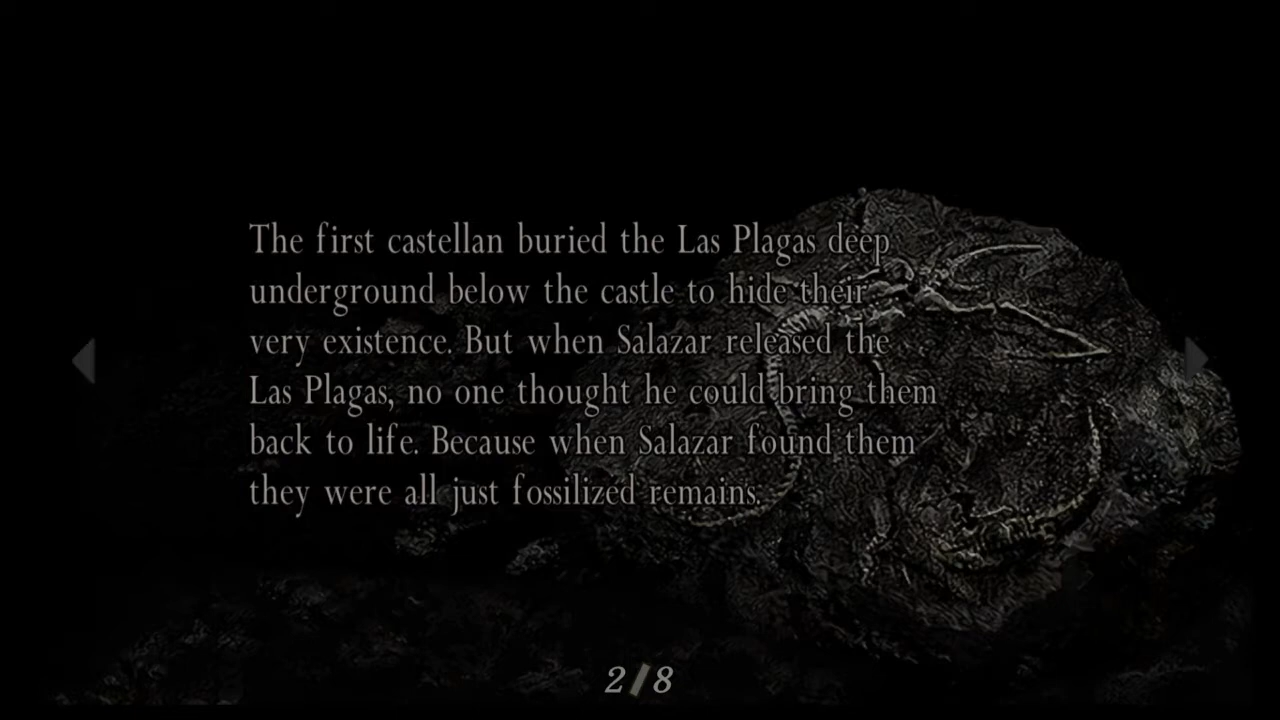 The first castellan buried the Las Plagas deep
underground below the castle to hide their
very existence. But when Salazar released the
Las Plagas, no one thought he could bring them
back to life. Because when Salazar found them
they were all just fossilized remains.
2/8